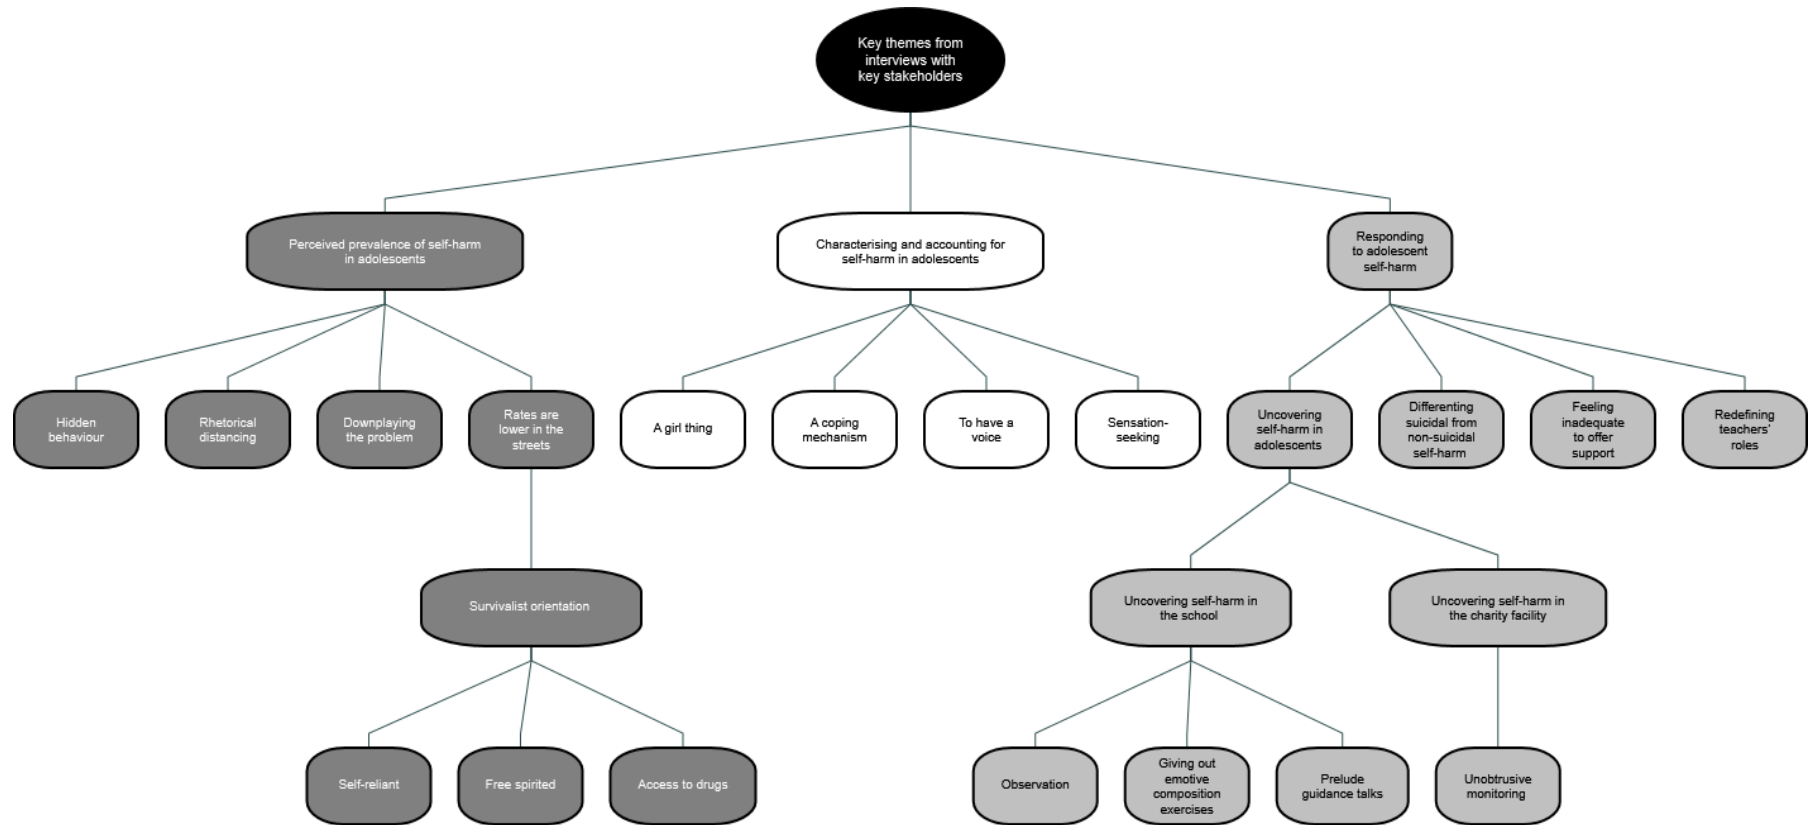 Key themes from
interviews with
key stakeholders
Perceived prevalence of self-harm
in adolescents
Characterising and accounting for
self-harm in adolescents
Responding
to adolescent
self-harm
Hidden
behaviour
Rhetorical
distancing
Downplaying
the problem
Rates are
lower in the
streets
A girl thing
A coping
mechanism
To have a
voice
Sensation-
seeking
Uncovering
self-harm in
adolescents
Differenting
suicidal from
non-suicidal
self-harm
Feeling
inadequate
to offer
support
Redefining
teachers'
roles
Survivalist orientation
Uncovering self-harm in
the school
Uncovering self-harm in
the charity facility
Self-reliant
Free spirited
Access to drugs
Observation
Giving out
emotive
composition
exercises
Prelude
guidance talks
Unobtrusive
monitoring